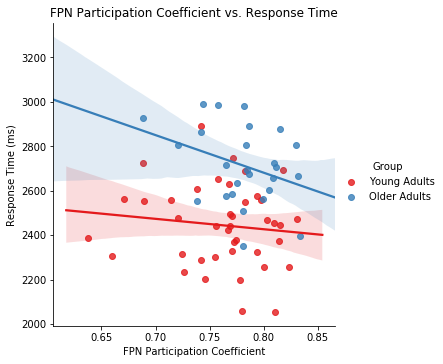 FPN Participation Coefficient vs. Response Time
Response Time (ms)
3200
3000
2800
2600
2400
2200
2000
0.65 0.70 0.75 0.80 0.85
FPN Participation Coefficient
Group
Young Adults
Older Adults